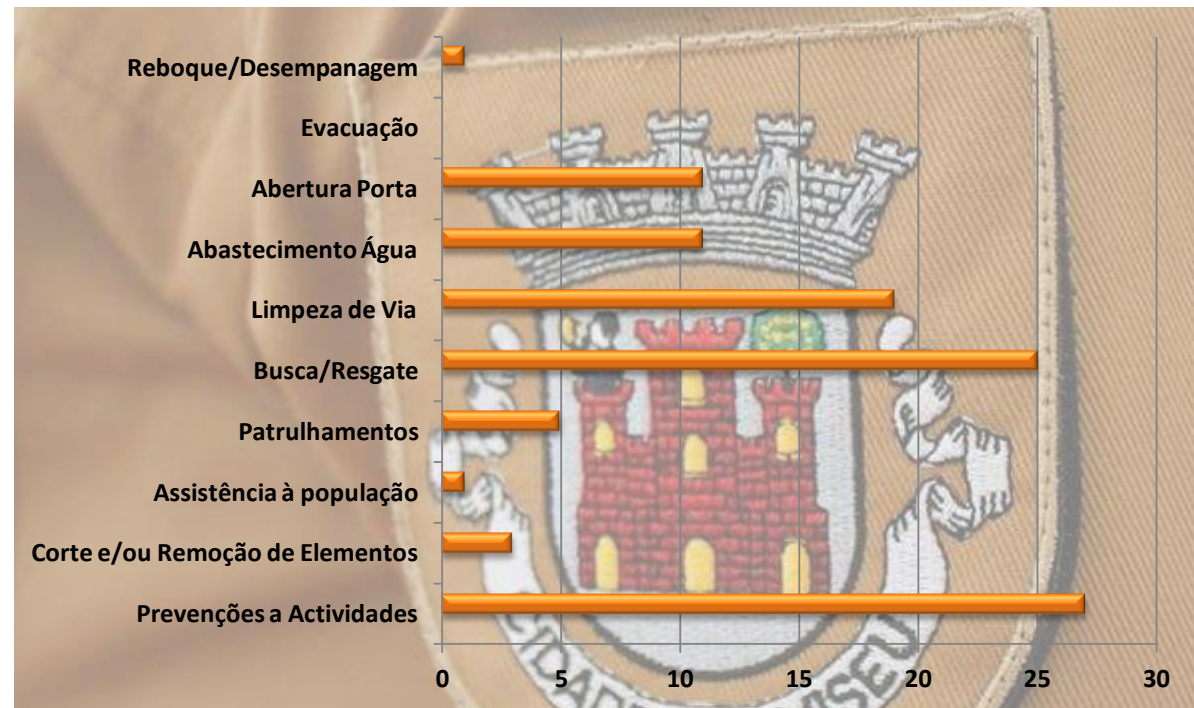 Reboque/Desempanagem
Evacuação
Abertura Porta
Abastecimento Água
Limpeza de Via
Busca/Resgate
Patrulhamentos
Assistência à população
Corte e/ou Remoção de Elementos
Prevenções a Actividades
0 5 10 15 20 25 30